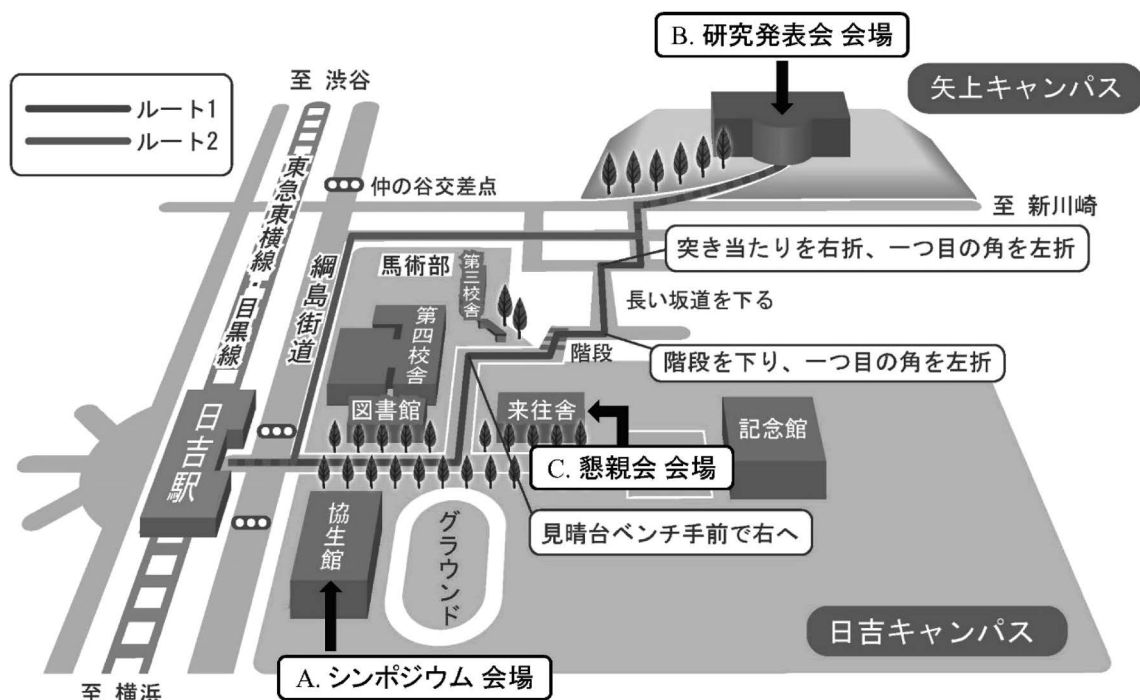 B. 研究発表会 会場
至 渋谷
矢上キャンパス
ルート1
ルート2
東急東横線・目黒線
仲の谷交差点
至 新川崎
綱島街道
馬術部
第三校舎
突き当たりを右折、一つ目の角を左折
長い坂道を下る
第四校舎
階段
階段を下り、一つ目の角を左折
図書館
来往舎
記念館
日吉駅
C. 懇親会 会場
協生館
グラウンド
見晴台ベンチ手前で右へ
日吉キャンパス
A. シンポジウム 会場
至 横浜